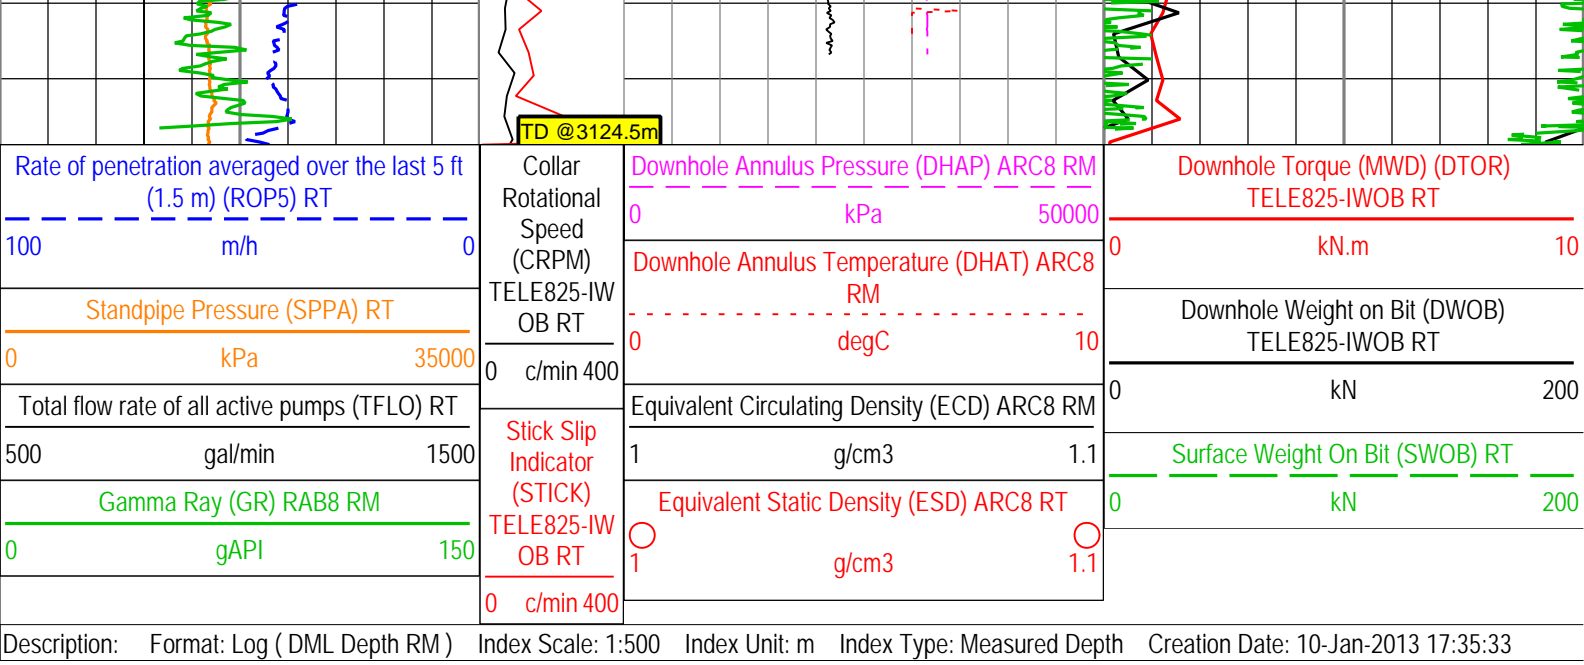 TD @3124.5m
Rate of penetration averaged over the last 5 ft
(1.5 m) (ROP5) RT
100 m/h 0
Standpipe Pressure (SPPA) RT
0 kPa 35000
Total flow rate of all active pumps (TFLO) RT
500 gal/min 1500
Gamma Ray (GR) RAB8 RM
0 gAPI 150
Collar
Rotational
Speed
(CRPM)
TELE825-IW
OB RT
0 c/min 400
Stick Slip
Indicator
(STICK)
TELE825-IW
OB RT
0 c/min 400
Downhole Annulus Pressure (DHAP) ARC8 RM
0 kPa 50000
Downhole Annulus Temperature (DHAT) ARC8
RM
0 degC 10
Equivalent Circulating Density (ECD) ARC8 RM
1 g/cm3 1.1
Equivalent Static Density (ESD) ARC8 RT
1 g/cm3 1.1
Downhole Torque (MWD) (DTOR)
TELE825-IWOB RT
0 kN.m 10
Downhole Weight on Bit (DWOB)
TELE825-IWOB RT
0 kN 200
Surface Weight On Bit (SWOB) RT
0 kN 200
Description: Format: Log ( DML Depth RM ) Index Scale: 1:500 Index Unit: m Index Type: Measured Depth Creation Date: 10-Jan-2013 17:35:33